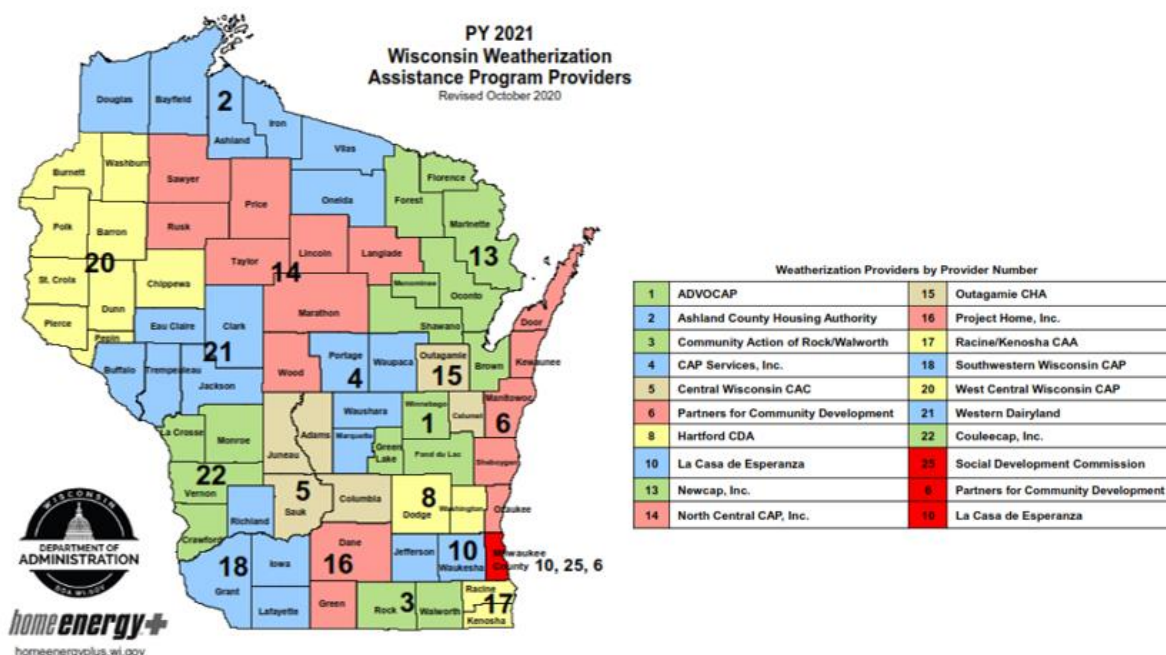 PY 2021
Wisconsin Weatherization
Assistance Program Providers
Revised October 2020
Douglas
Bayfield
2
Ashland
Iron
Vilas
Burnett
Washburn
Sawyer
Price
Oneida
Forest
Florence
Marinette
Polk
Barron
Rusk
Lincoln
Langlade
13
Taylor
14
20
St. Croix
Chippewa
Menominee
Oconto
Dunn
Marathon
Shawano
Pierce
Pepin
Eau Claire
Clark
Door
Buffalo
Trempealeau
21
Jackson
Wood
Portage
4
Waupaca
Outagamie
15
Brown
Kewaunee
Manitowoc
6
La Crosse
Monroe
Juneau
Adams
Waushara
Marquette
Winnebago
1
Calumet
Green
Lake
Fond du Lac
Sheboygan
22
Vernon
5
Sauk
Columbia
8
Dodge
Washington
Ozaukee
Crawford
Richland
Dane
16
Jefferson
10
Waukesha
Milwaukee
County 10, 25, 6
18
Grant
Iowa
Lafayette
Green
Rock
3
Walworth
Racine
17
Kenosha
Weatherization Providers by Provider Number
1 ADVOCAP 15 Outagamie CHA
2 Ashland County Housing Authority 16 Project Home, Inc.
3 Community Action of Rock/Walworth 17 Racine/Kenosha CAA
4 CAP Services, Inc. 18 Southwestern Wisconsin CAP
5 Central Wisconsin CAC 20 West Central Wisconsin CAP
6 Partners for Community Development 21 Western Dairyland
8 Hartford CDA 22 Couleecap, Inc.
10 La Casa de Esperanza 25 Social Development Commission
13 Newcap, Inc. 6 Partners for Community Development
14 North Central CAP, Inc. 10 La Casa de Esperanza
WISCONSIN
DEPARTMENT OF
ADMINISTRATION
DOA.WI.GOV
home energy+
homeenergyplus.wi.gov